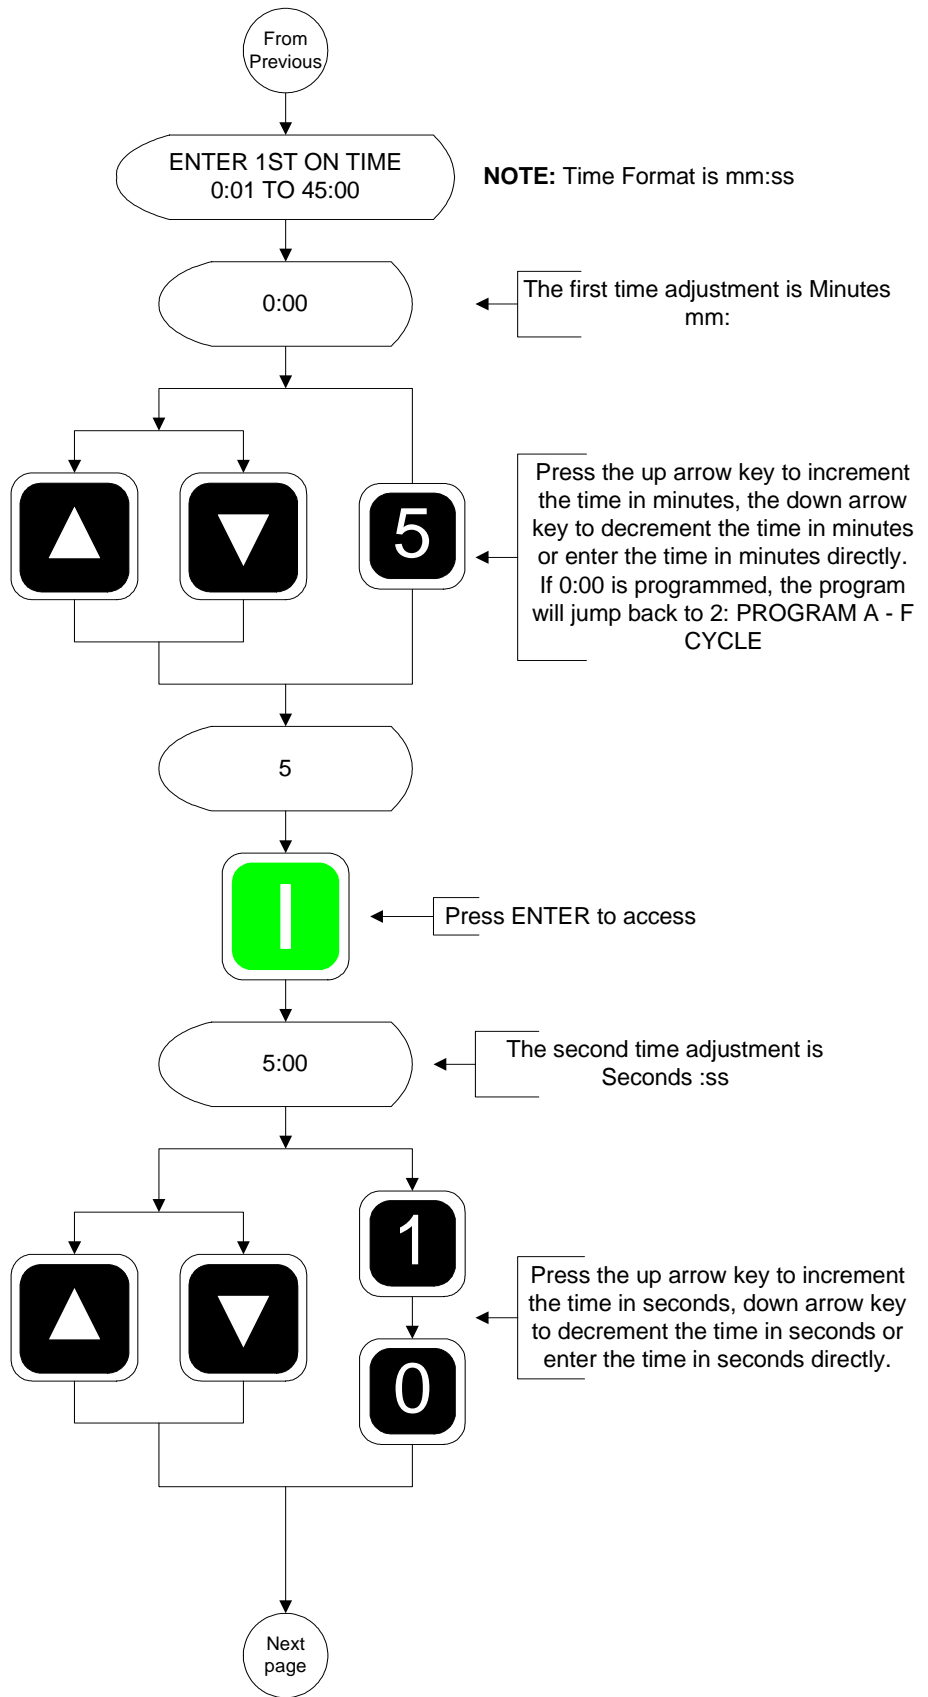 From
Previous
ENTER 1ST ON TIME
0:01 TO 45:00
NOTE: Time Format is mm:ss
0:00
The first time adjustment is Minutes
mm:
5
Press the up arrow key to increment
the time in minutes, the down arrow
key to decrement the time in minutes
or enter the time in minutes directly.
If 0:00 is programmed, the program
will jump back to 2: PROGRAM A - F
CYCLE
5
Press ENTER to access
5:00
The second time adjustment is
Seconds :ss
1
0
Press the up arrow key to increment
the time in seconds, down arrow key
to decrement the time in seconds or
enter the time in seconds directly.
Next
page